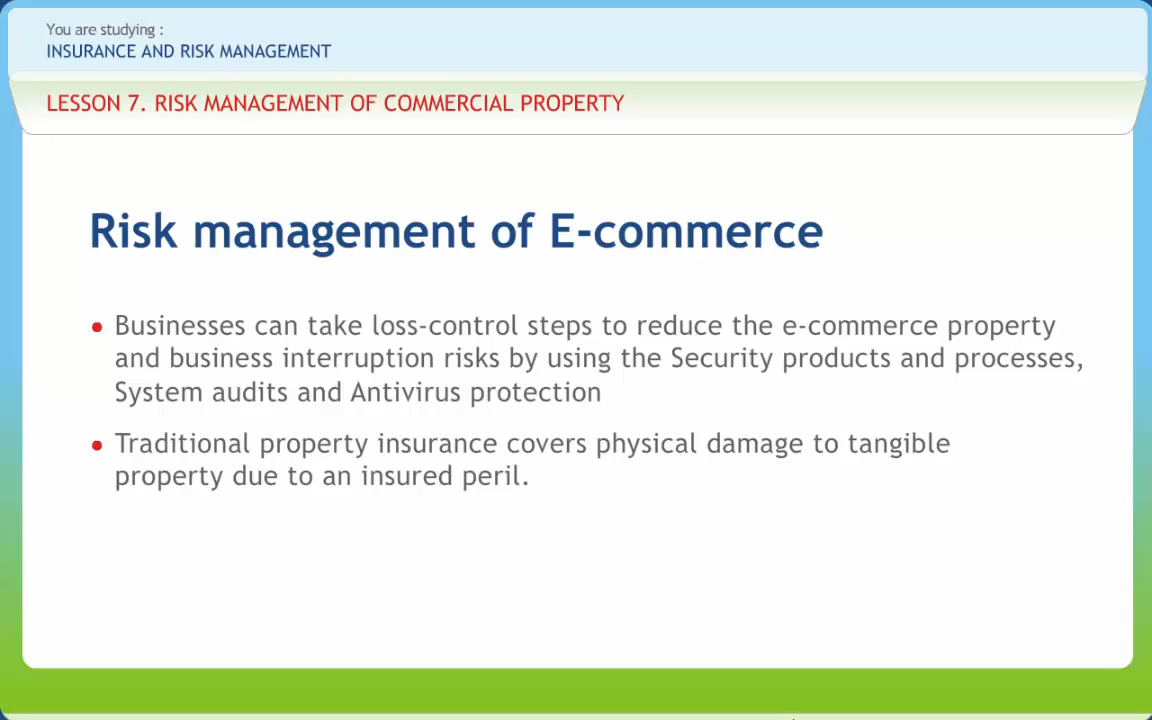 You are studying :
INSURANCE AND RISK MANAGEMENT
LESSON 7. RISK MANAGEMENT OF COMMERCIAL PROPERTY
Risk management of E-commerce
• Businesses can take loss-control steps to reduce the e-commerce property
and business interruption risks by using the Security products and processes,
System audits and Antivirus protection
• Traditional property insurance covers physical damage to tangible
property due to an insured peril.